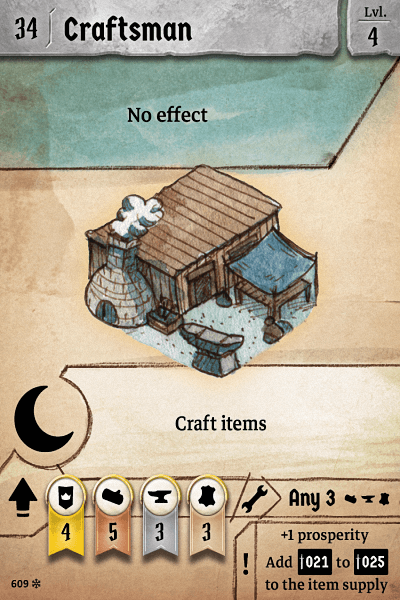 34 Craftsman
Lvl.
4
No effect
Craft items
4 5 3 3
Any 3
+1 prosperity
! Add 021 to 025
to the item supply
609